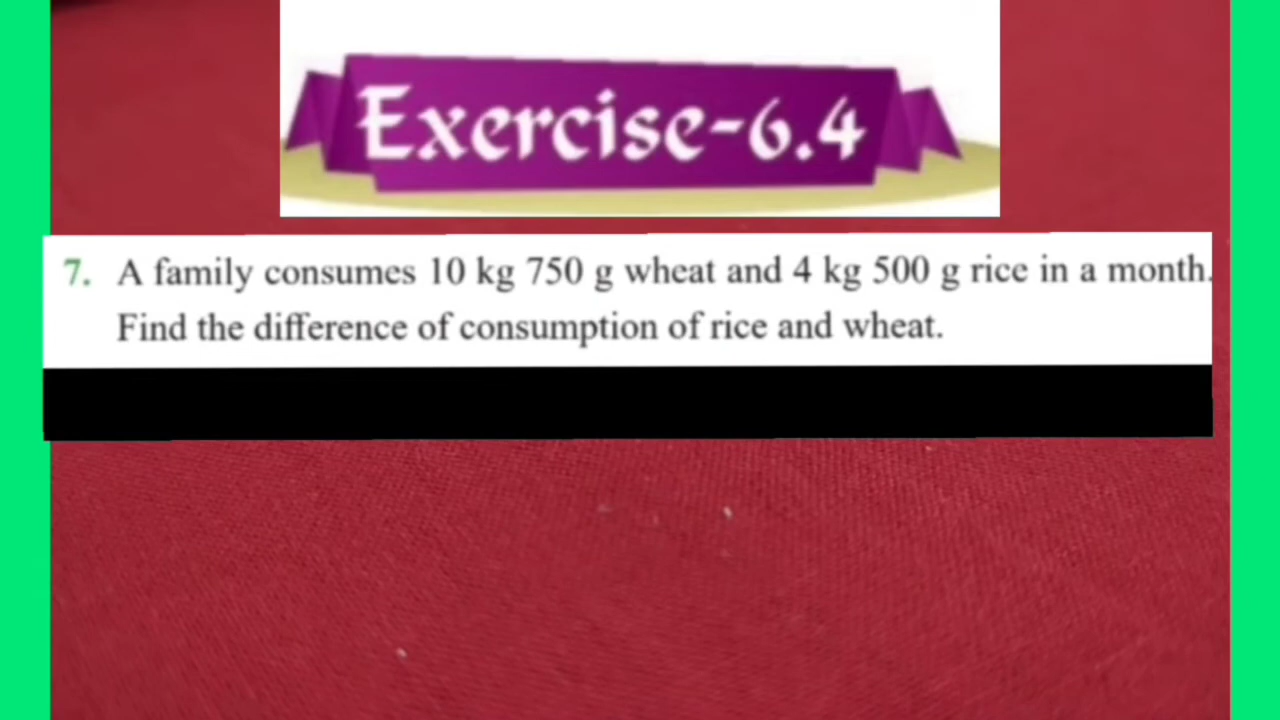 Exercise-6.4
7. A family consumes 10 kg 750 g wheat and 4 kg 500 g rice in a month.
Find the difference of consumption of rice and wheat.